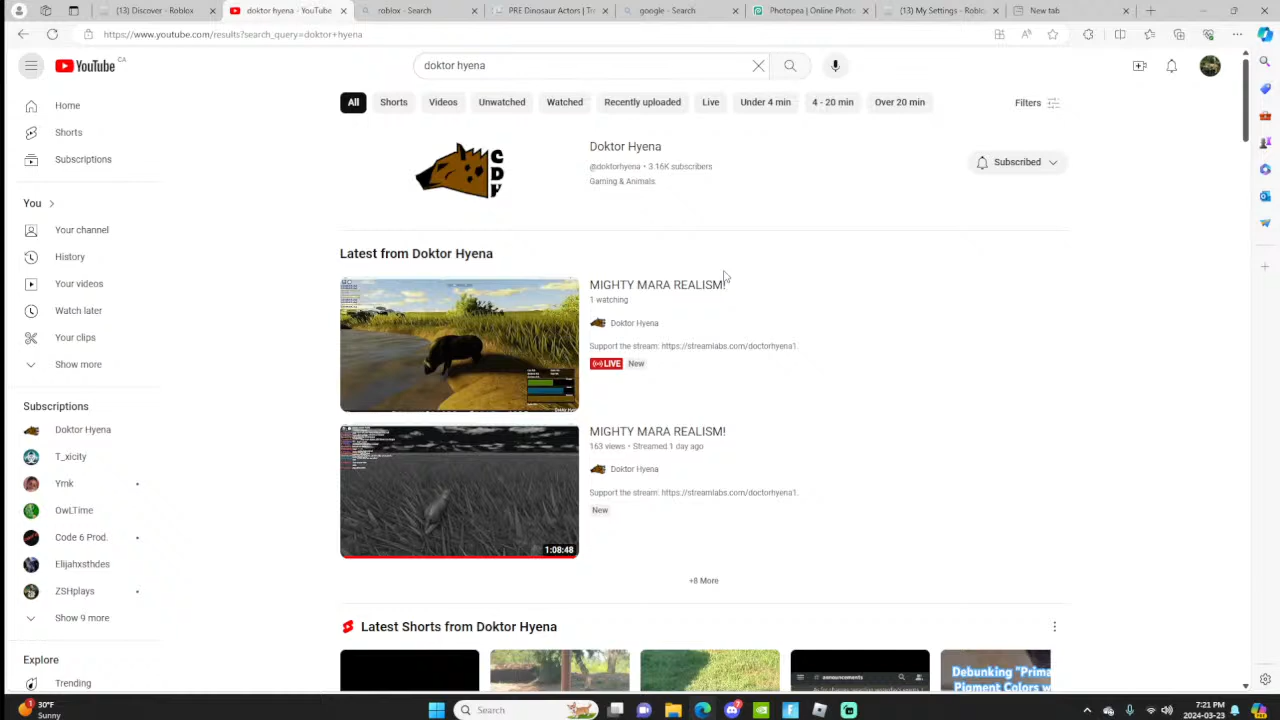 (13) Discover - Roblox
doktor hyena - YouTube
roblox - Search
PRE Dinosaur Actors | Tr
google - Search
Photopea | Online Photo
(13) My Settings - Roblox
New tab
https://www.youtube.com/results?search_query=doktor+hyena
YouTube CA
doktor hyena
All
Shorts
Videos
Unwatched
Watched
Recently uploaded
Live
Under 4 min
4 - 20 min
Over 20 min
Filters
Home
Shorts
Subscriptions
You
Your channel
History
Your videos
Watch later
Your clips
Show more
Subscriptions
Doktor Hyena
T_xicity
Ymk
OwLTime
Code 6 Prod.
Elijahxsthdes
ZSHplays
Show 9 more
Explore
Trending
CDH
Doktor Hyena
@doktorhyena • 3.16K subscribers
Gaming & Animals
Subscribed
Latest from Doktor Hyena
MIGHTY MARA REALISM!
1 watching
Doktor Hyena
Support the stream: https://streamlabs.com/doctorhyena1.
LIVE
New
MIGHTY MARA REALISM!
163 views • Streamed 1 day ago
Doktor Hyena
Support the stream: https://streamlabs.com/doctorhyena1.
New
1:08:48
+8 More
Latest Shorts from Doktor Hyena
# announcements
Debunking "Prima
Pigment Colors w
30°F
Sunny
Search
7:21 PM
2024-03-23